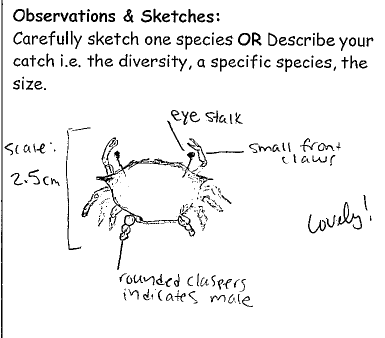 Observations & Sketches:
Carefully sketch one species OR Describe your
catch i.e. the diversity, a specific species, the
size.
eye stalk
scale:
2.5cm
small front
claws
Lovely!
rounded claspers
indicates male